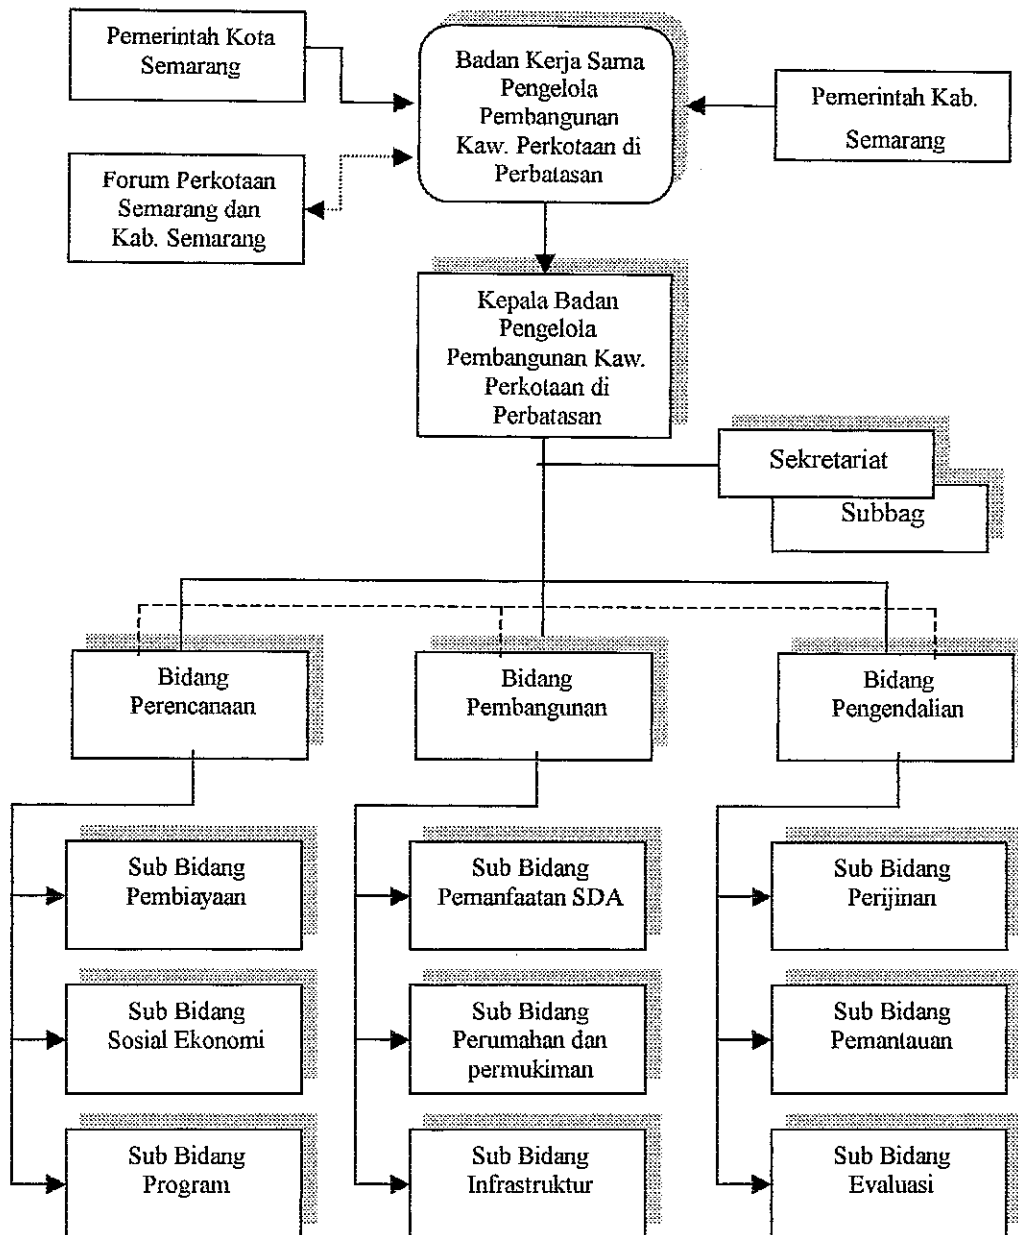 Pemerintah Kota
Semarang
Badan Kerja Sama
Pengelola
Pembangunan
Kaw. Perkotaan di
Perbatasan
Pemerintah Kab.
Semarang
Forum Perkotaan
Semarang dan
Kab. Semarang
Kepala Badan
Pengelola
Pembangunan Kaw.
Perkotaan di
Perbatasan
Sekretariat
Subbag
Bidang
Perencanaan
Bidang
Pembangunan
Bidang
Pengendalian
Sub Bidang
Pembiayaan
Sub Bidang
Pemanfaatan SDA
Sub Bidang
Perijinan
Sub Bidang
Sosial Ekonomi
Sub Bidang
Perumahan dan
permukiman
Sub Bidang
Pemantauan
Sub Bidang
Program
Sub Bidang
Infrastruktur
Sub Bidang
Evaluasi